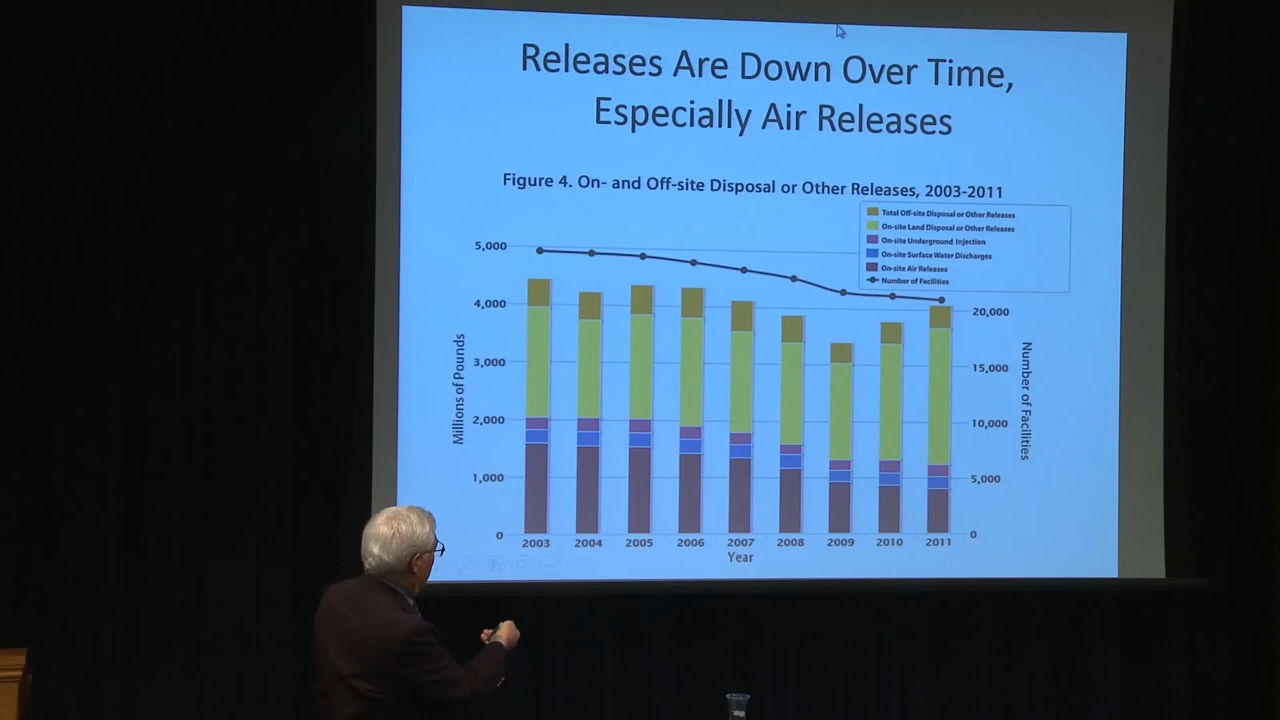 Releases Are Down Over Time,
Especially Air Releases
Figure 4. On- and Off-site Disposal or Other Releases, 2003-2011
Total Off-site Disposal or Other Releases
On-site Land Disposal or Other Releases
On-site Underground Injection
On-site Surface Water Discharges
On-site Air Releases
Number of Facilities
5,000
4,000
3,000
2,000
1,000
0
Millions of Pounds
20,000
15,000
10,000
5,000
0
Number of Facilities
2003 2004 2005 2006 2007 2008 2009 2010 2011
Year